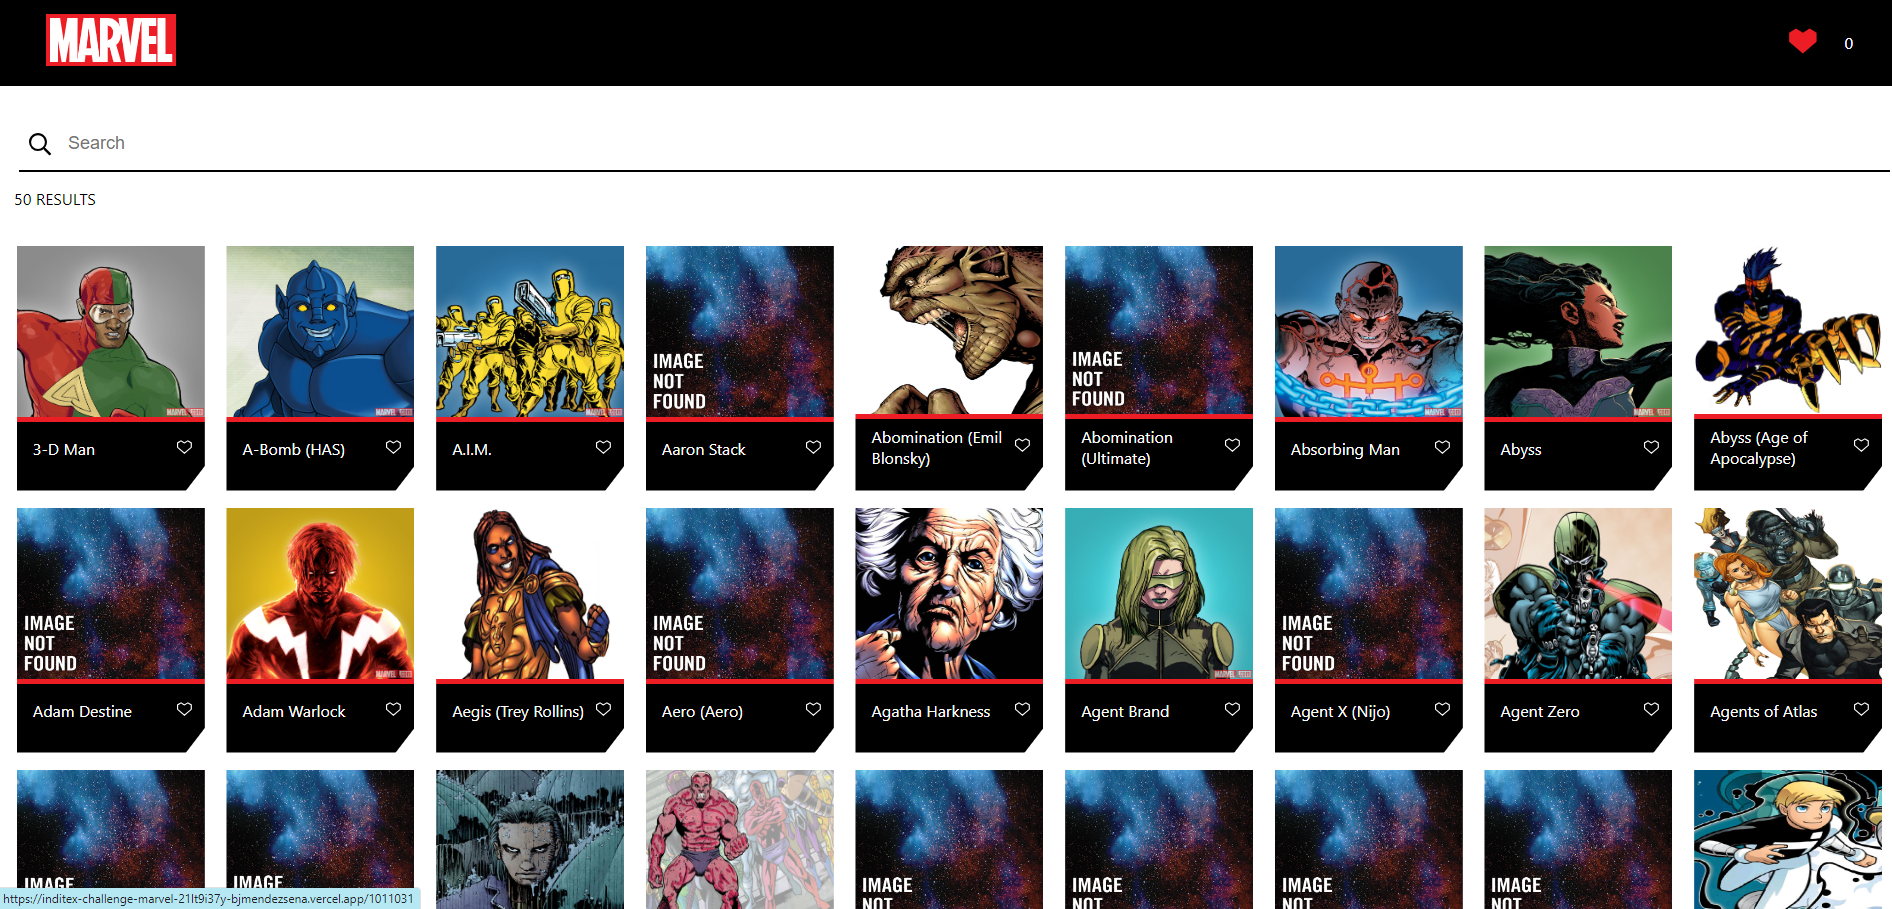 MARVEL
0
Search
50 RESULTS
IMAGE
NOT
FOUND
IMAGE
NOT
FOUND
3-D Man
A-Bomb (HAS)
A.I.M.
Aaron Stack
Abomination (Emil
Blonsky)
Abomination
(Ultimate)
Absorbing Man
Abyss
Abyss (Age of
Apocalypse)
IMAGE
NOT
FOUND
IMAGE
NOT
FOUND
IMAGE
NOT
FOUND
Adam Destine
Adam Warlock
Aegis (Trey Rollins)
Aero (Aero)
Agatha Harkness
Agent Brand
Agent X (Nijo)
Agent Zero
Agents of Atlas
IMAGE
IMAGE
IMAGE
NOT
IMAGE
NOT
IMAGE
NOT
IMAGE
NOT
https://inditex-challenge-marvel-21lt9i37y-bjmendezsena.vercel.app/1011031